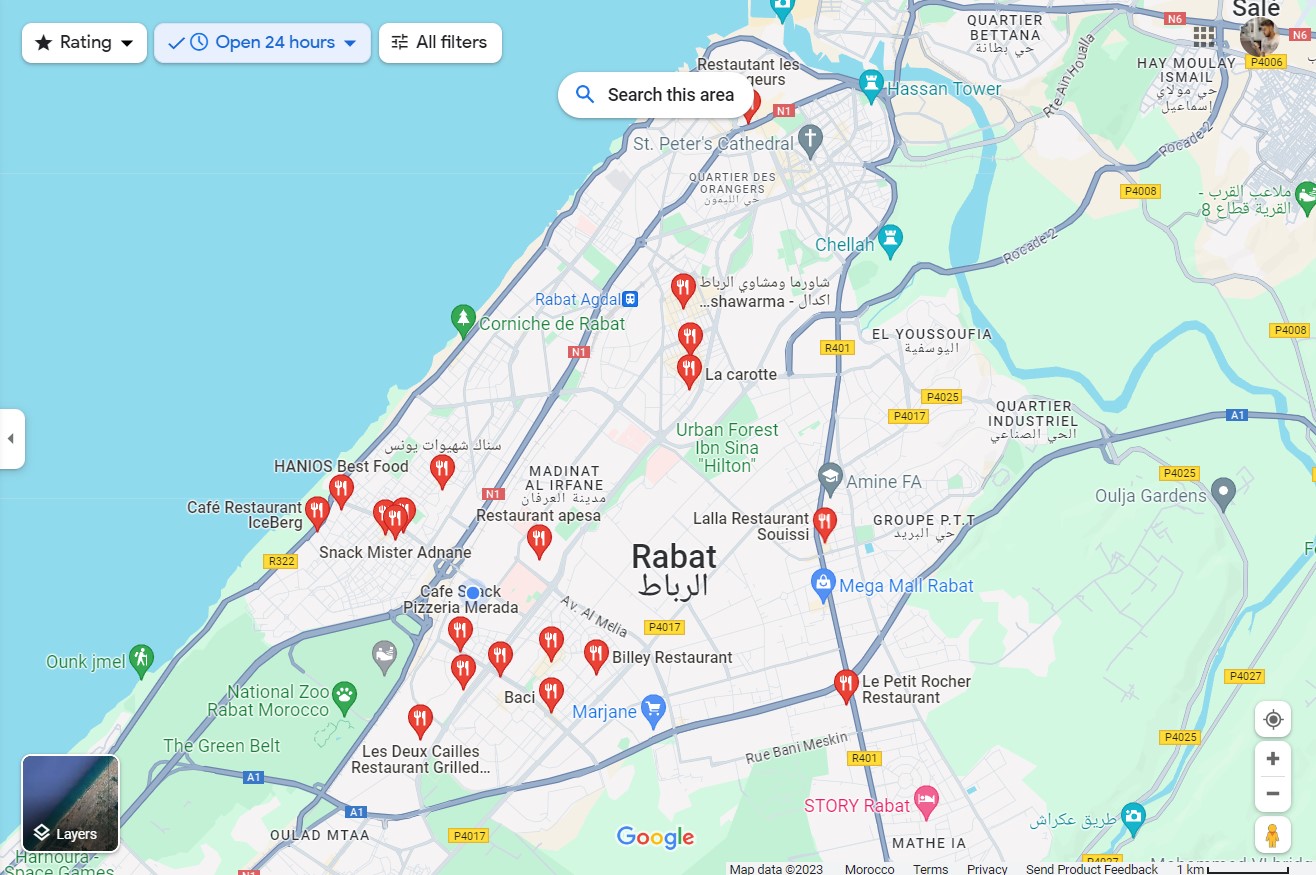 Rating
Open 24 hours
All filters
Search this area
Restautant les
geurs
N1
Hassan Tower
St. Peter's Cathedral
QUARTIER DES
ORANGERS
حي الليمون
QUARTIER
BETTANA
حي بطانة
N6
Salé
N6
P4006
HAY MOULAY
ISMAIL
حي مولاي
اسماعيل
Rte Ain Houalla
Rocade 2
P4008
ملاعب القرب -
القرية قطاع 8
Chellah
Rocade 2
شاورما ومشاوي الرباط
اكدال - shawarma...
Rabat Agdal
Corniche de Rabat
N1
R401
EL YOUSSOUFIA
اليوسفية
P4008
La carotte
P4025
P4017
QUARTIER
INDUSTRIEL
الحي الصناعي
A1
Urban Forest
Ibn Sina
"Hilton"
سناك شهيوات يونس
HANIOS Best Food
MADINAT
AL IRFANE
مدينة العرفان
N1
Amine FA
P4025
Oulja Gardens
Café Restaurant
IceBerg
Restaurant apesa
Lalla Restaurant
Souissi
GROUPE P.T.T
حي البريد
Snack Mister Adnane
R322
Rabat
الرباط
Mega Mall Rabat
Cafe Snack
Pizzeria Merada
Av. Al Melia
P4017
Billey Restaurant
Ounk jmel
National Zoo
Rabat Morocco
Baci
Marjane
Le Petit Rocher
Restaurant
P4027
The Green Belt
Les Deux Cailles
Restaurant Grilled...
Rue Bani Meskin
R401
P4025
A1
A1
STORY Rabat
طريق عكراش
Layers
OULAD MTAA
P4017
Google
MATHE IA
Harhoura -
Space Games
N1
P4027
Mohammed VI bridge
Map data ©2023
Morocco
Terms
Privacy
Send Product Feedback
1 km